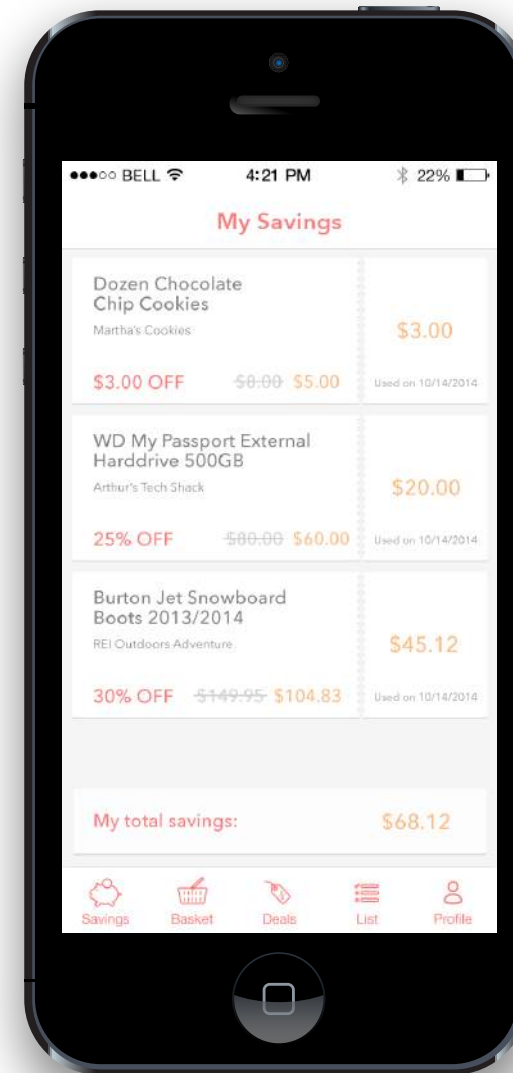 BELL 4:21 PM 22%
My Savings
Dozen Chocolate
Chip Cookies
Martha's Cookies
$3.00
$3.00 OFF $8.00 $5.00 Used on 10/14/2014
WD My Passport External
Harddrive 500GB
Arthur's Tech Shack
$20.00
25% OFF $80.00 $60.00 Used on 10/14/2014
Burton Jet Snowboard
Boots 2013/2014
REI Outdoors Adventure
$45.12
30% OFF $149.95 $104.83 Used on 10/14/2014
My total savings: $68.12
Savings Basket Deals List Profile